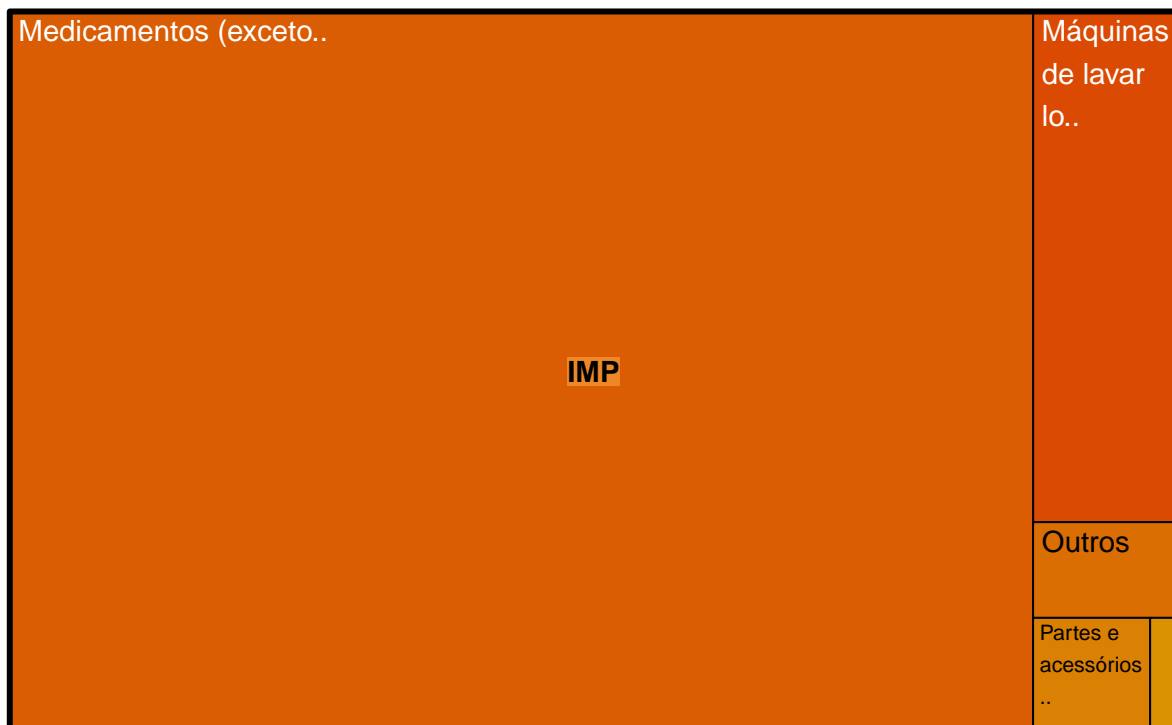 Medicamentos (exceto..
Máquinas
de lavar
lo..
IMP
Outros
Partes e
acessórios
..